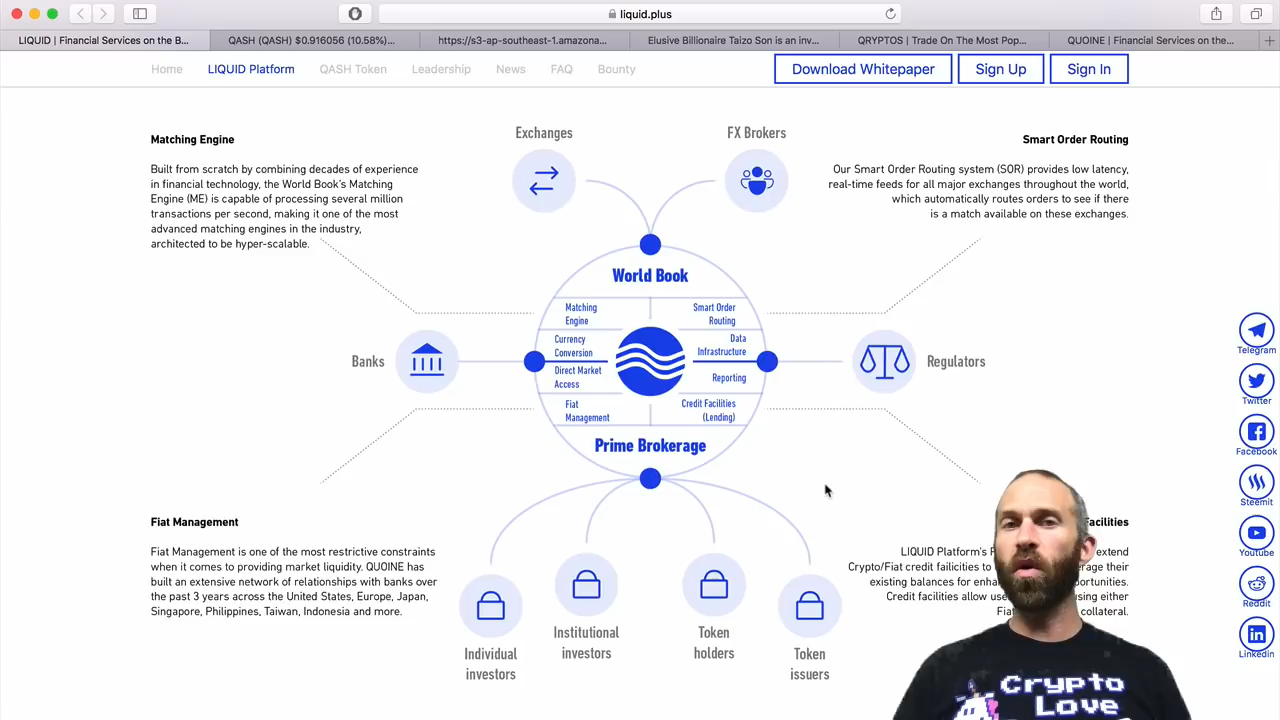 liquid.plus
LIQUID | Financial Services on the B...
QASH (QASH) $0.916056 (10.58%)...
https://s3-ap-southeast-1.amazona...
Elusive Billionaire Taizo Son is an inv...
QRYPTOS | Trade On The Most Pop...
QUOINE | Financial Services on the...
Home
LIQUID Platform
QASH Token
Leadership
News
FAQ
Bounty
Download Whitepaper
Sign Up
Sign In
Matching Engine
Built from scratch by combining decades of experience
in financial technology, the World Book's Matching
Engine (ME) is capable of processing several million
transactions per second, making it one of the most
advanced matching engines in the industry,
architected to be hyper-scalable.
Exchanges
FX Brokers
Smart Order Routing
Our Smart Order Routing system (SOR) provides low latency,
real-time feeds for all major exchanges throughout the world,
which automatically routes orders to see if there
is a match available on these exchanges.
World Book
Matching
Engine
Smart Order
Routing
Currency
Conversion
Data
Infrastructure
Direct Market
Access
Reporting
Fiat
Management
Credit Facilities
(Lending)
Prime Brokerage
Banks
Regulators
Telegram
Twitter
Facebook
Steemit
Youtube
Reddit
Linkedin
Fiat Management
Fiat Management is one of the most restrictive constraints
when it comes to providing market liquidity. QUOINE has
built an extensive network of relationships with banks over
the past 3 years across the United States, Europe, Japan,
Singapore, Philippines, Taiwan, Indonesia and more.
Individual
investors
Institutional
investors
Token
holders
Token
issuers
Facilities
LIQUID Platform's extend
Crypto/Fiat credit failicities to their
existing balances for
Credit facilities allow either
collateral.
Crypto
Love